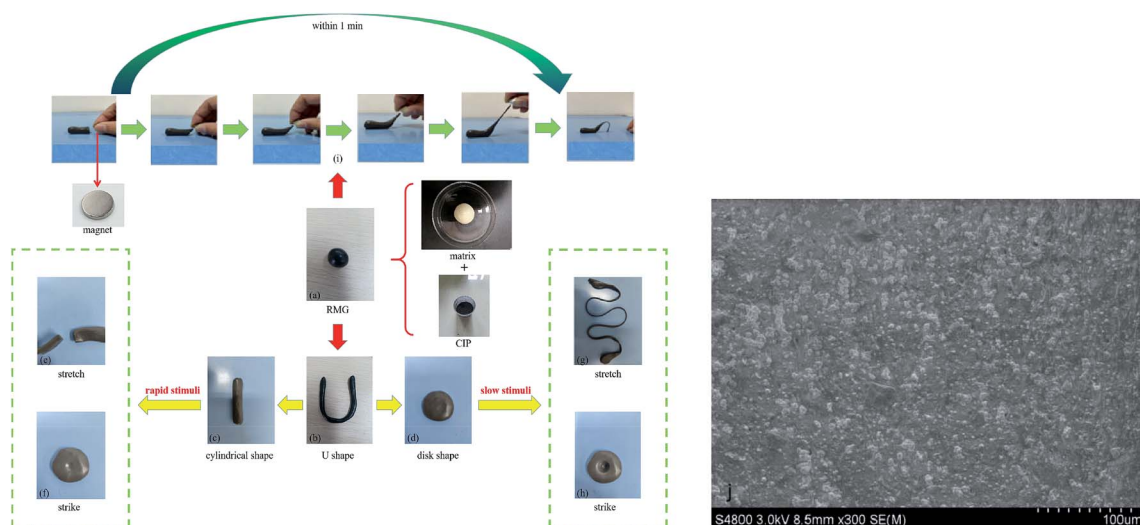 within 1 min
(i)
magnet
matrix
+
(a)
RMG
CIP
(e)
stretch
(g)
stretch
rapid stimuli
slow stimuli
(c)
(b)
(d)
cylindrical shape
U shape
disk shape
(f)
strike
(h)
strike
j
S4800 3.0kV 8.5mm x300 SE(M)
100um